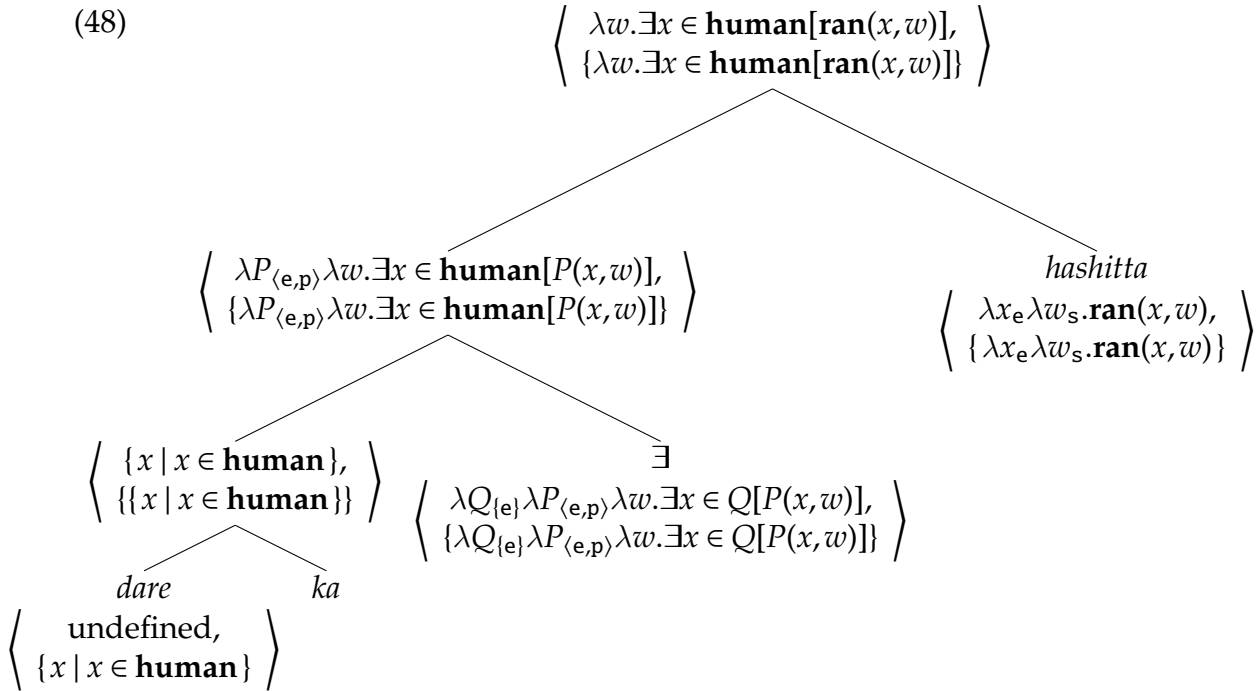 (48)
⟨ λw.∃x ∈ human[ran(x,w)],
{λw.∃x ∈ human[ran(x,w)]} ⟩
⟨ λP⟨e,p⟩λw.∃x ∈ human[P(x,w)],
{λP⟨e,p⟩λw.∃x ∈ human[P(x,w)]} ⟩
hashitta
⟨ λxₑλwₛ.ran(x,w),
{ λxₑλwₛ.ran(x,w)} ⟩
⟨ {x | x ∈ human},
{{x | x ∈ human}} ⟩
∃
⟨ λQ{e}λP⟨e,p⟩λw.∃x ∈ Q[P(x,w)],
{λQ{e}λP⟨e,p⟩λw.∃x ∈ Q[P(x,w)]} ⟩
dare
ka
⟨ undefined,
{x | x ∈ human} ⟩